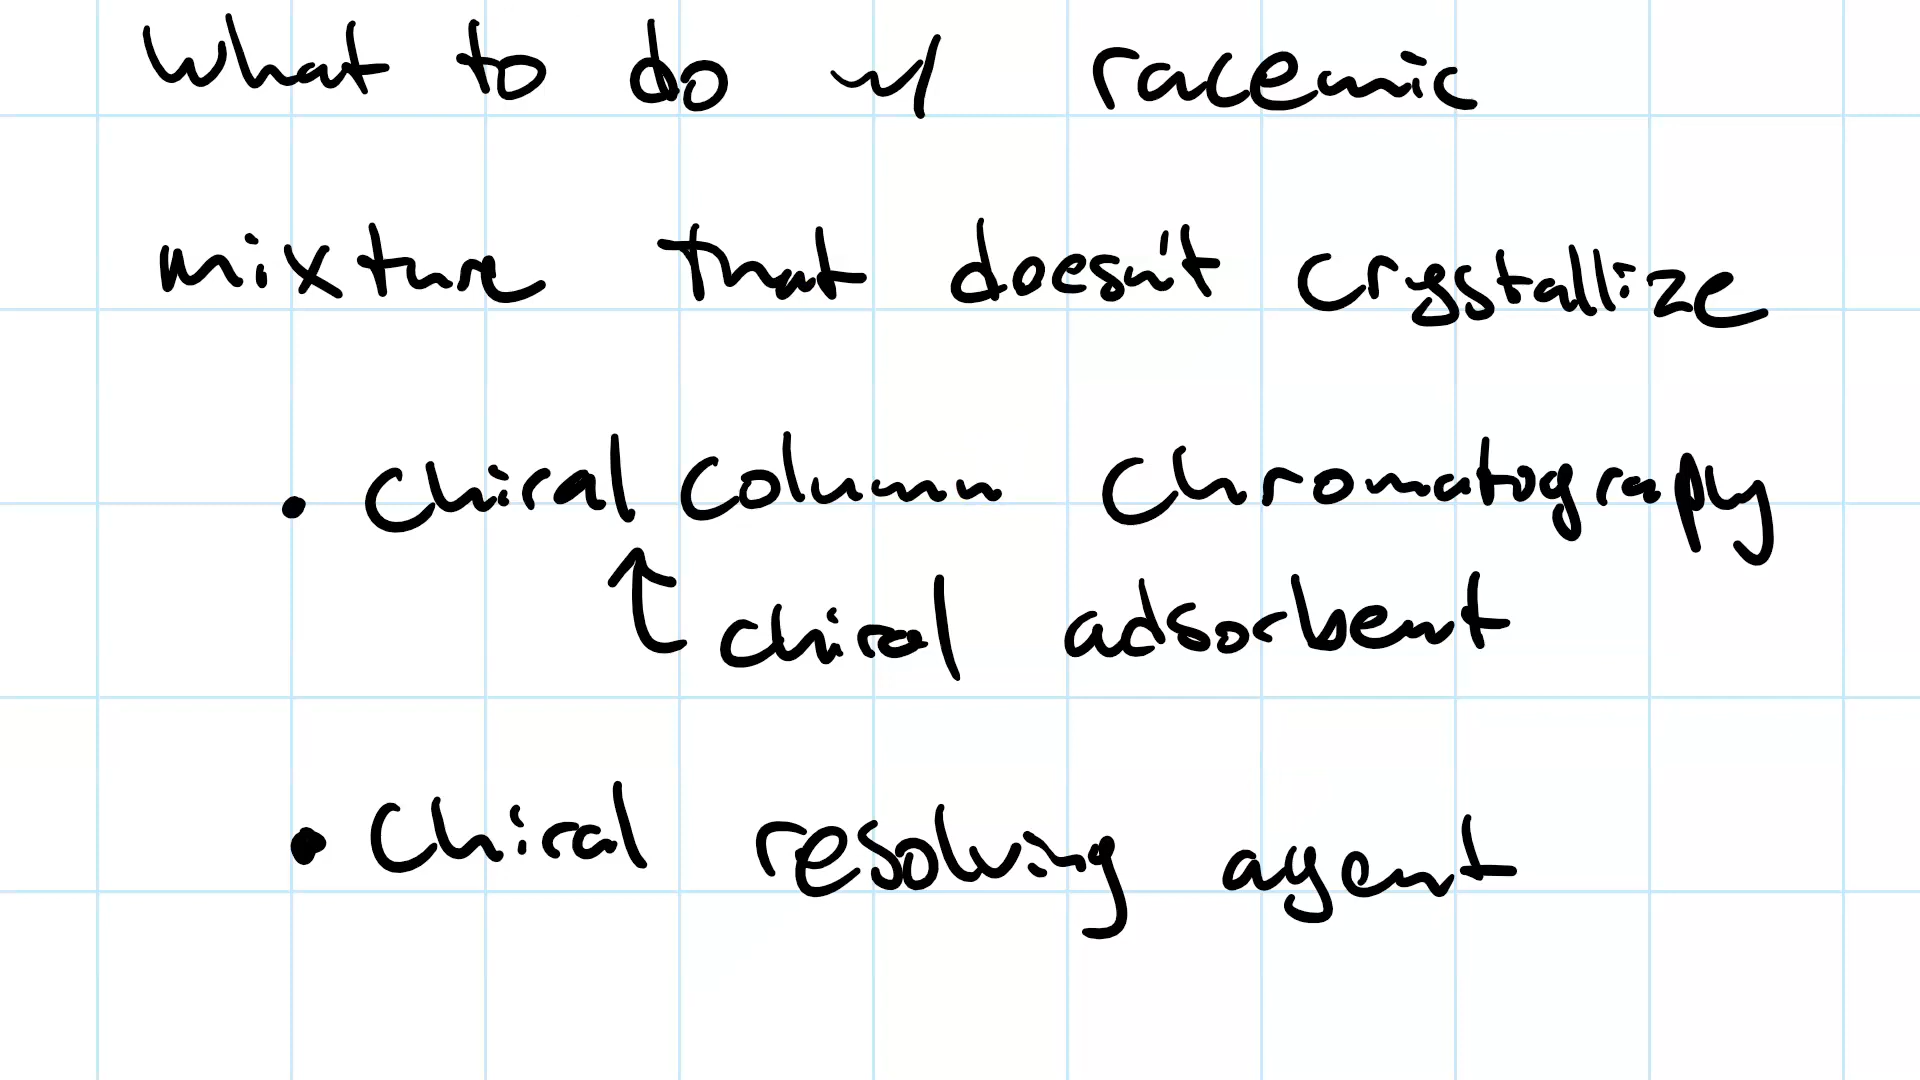 What to do w/ racemic
mixture that doesn't crystallize
• Chiral column chromatography
↑ chiral adsorbent
• Chiral resolving agent